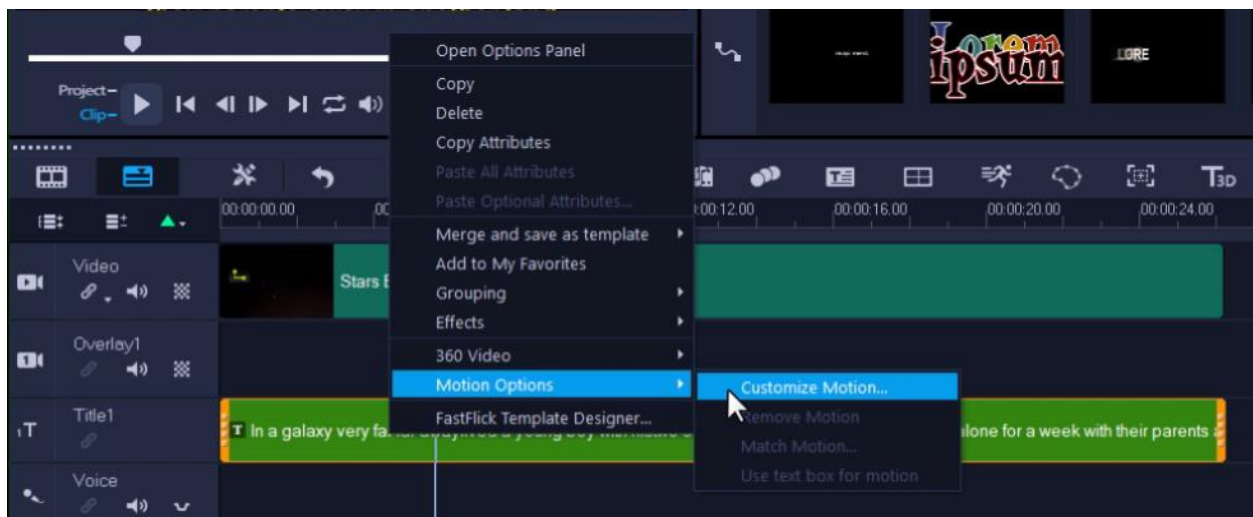 Open Options Panel
Lorem
ipsum
LORE
Project-
Clip-
Copy
Delete
Copy Attributes
Paste All Attributes
Paste Optional Attributes...
T3D
00:00:00.00
:00:12.00
00:00:16.00
00:00:20.00
00:00:24.00
Merge and save as template
Add to My Favorites
Grouping
Effects
360 Video
Motion Options
FastFlick Template Designer...
Customize Motion...
Remove Motion
Match Motion...
Use text box for motion
Video
Stars
Overlay1
1
Title1
T
T In a galaxy very
alone for a week with their parents
Voice